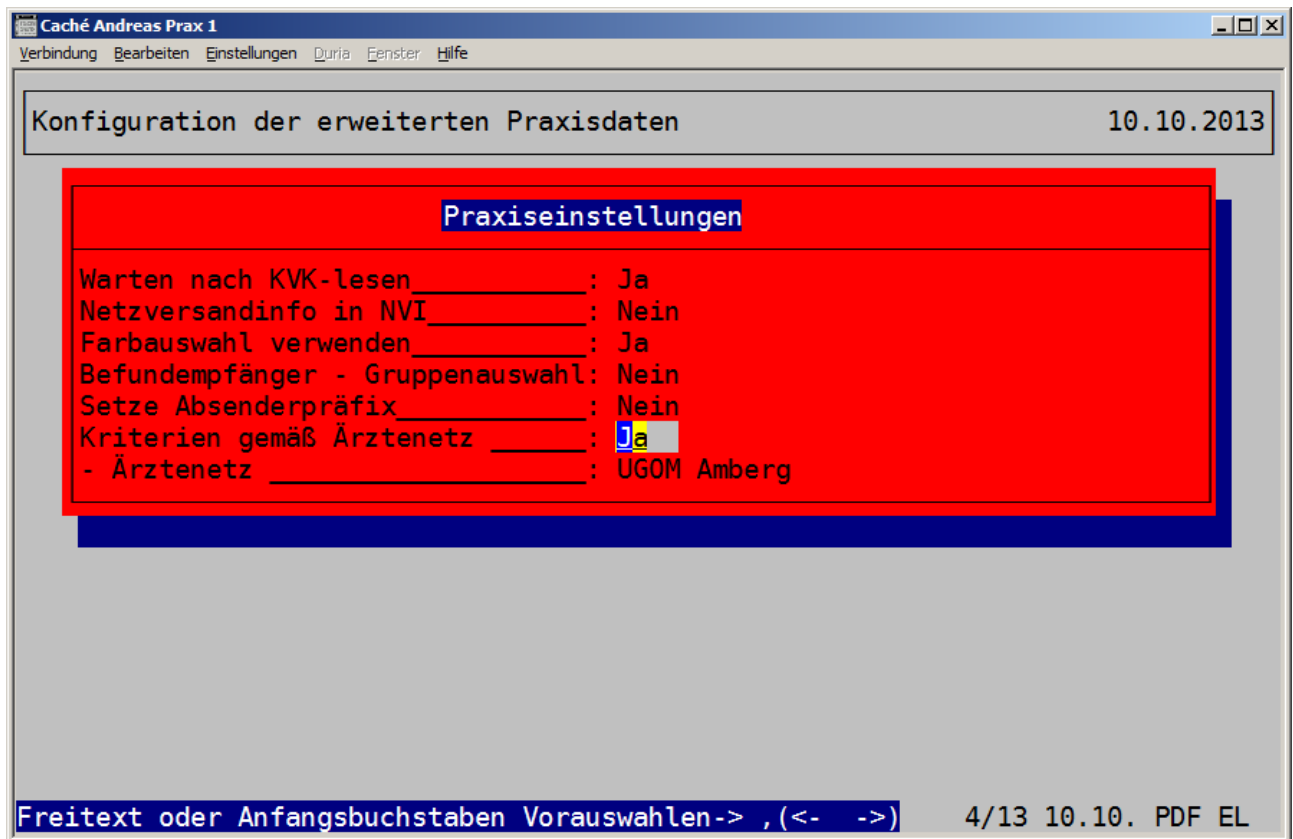 Caché Andreas Prax 1
Verbindung Bearbeiten Einstellungen Duria Fenster Hilfe
Konfiguration der erweiterten Praxisdaten 10.10.2013
Praxiseinstellungen
Warten nach KVK-lesen___________: Ja
Netzversandinfo in NVI__________: Nein
Farbauswahl verwenden___________: Ja
Befundempfänger - Gruppenauswahl: Nein
Setze Absenderpräfix____________: Nein
Kriterien gemäß Ärztenetz ______: Ja
- Ärztenetz ____________________: UGOM Amberg
Freitext oder Anfangsbuchstaben Vorauswahlen-> ,(<- ->) 4/13 10.10. PDF EL